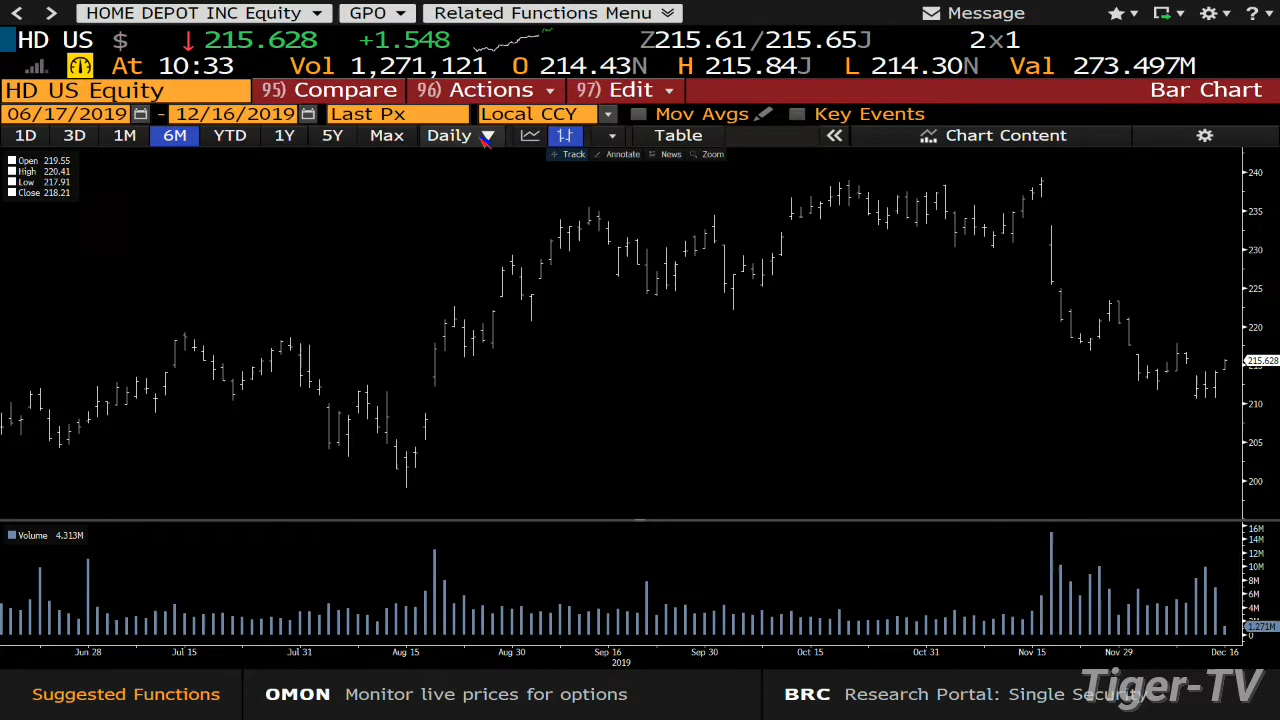 HOME DEPOT INC Equity GPO Related Functions Menu Message ?
HD US $ ↓ 215.628 +1.548 Z215.61/215.65J 2x1
At 10:33 Vol 1,271,121 O 214.43N H 215.84J L 214.30N Val 273.497M
HD US Equity 95) Compare 96) Actions 97) Edit Bar Chart
06/17/2019 - 12/16/2019 Last Px Local CCY Mov Avgs Key Events
1D 3D 1M 6M YTD 1Y 5Y Max Daily Table Chart Content
Track Annotate News Zoom
Open 219.55
High 220.41
Low 217.91
Close 218.21
240
235
230
225
220
215.628
215
210
205
200
Volume 4.313M
16M
14M
12M
10M
8M
6M
4M
2M
1.271M
0
Jun 28 Jul 15 Jul 31 Aug 15 Aug 30 Sep 16 Sep 30 Oct 15 Oct 31 Nov 15 Nov 29 Dec 16
2019
Suggested Functions OMON Monitor live prices for options BRC Research Portal: Single Security
Tiger-TV